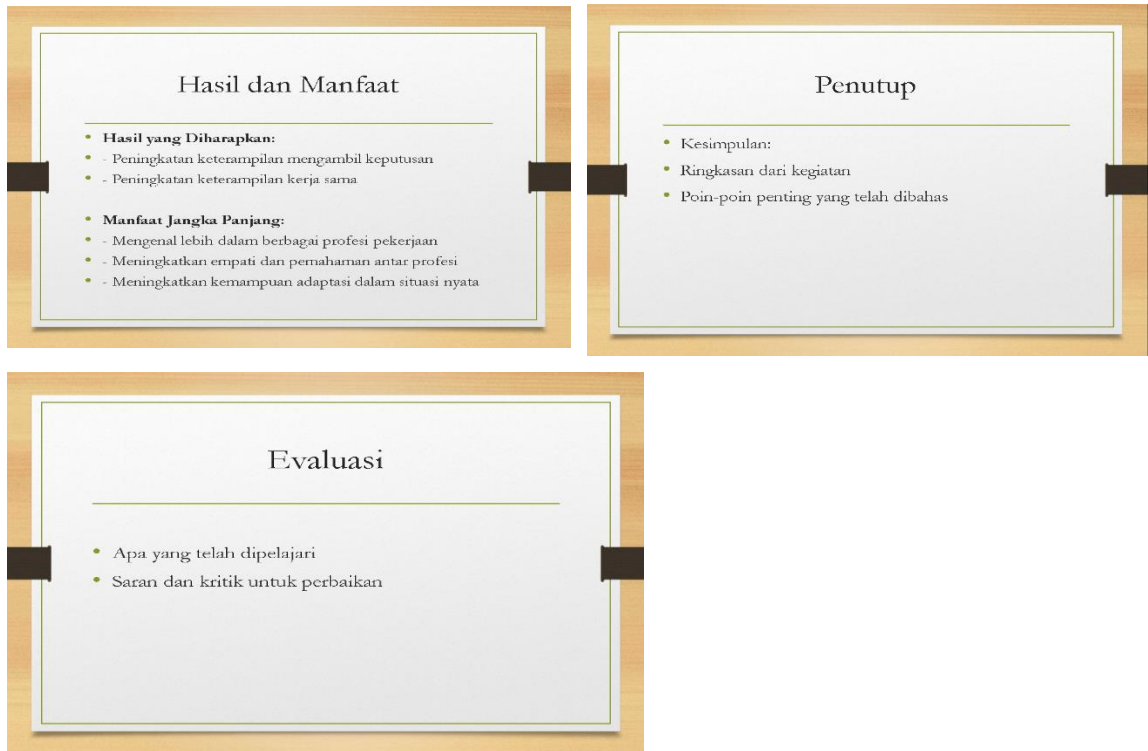 Hasil dan Manfaat
• Hasil yang Diharapkan:
• - Peningkatan keterampilan mengambil keputusan
• - Peningkatan keterampilan kerja sama
• Manfaat Jangka Panjang:
• - Mengenal lebih dalam berbagai profesi pekerjaan
• - Meningkatkan empati dan pemahaman antar profesi
• - Meningkatkan kemampuan adaptasi dalam situasi nyata
Penutup
• Kesimpulan:
• Ringkasan dari kegiatan
• Poin-poin penting yang telah dibahas
Evaluasi
• Apa yang telah dipelajari
• Saran dan kritik untuk perbaikan